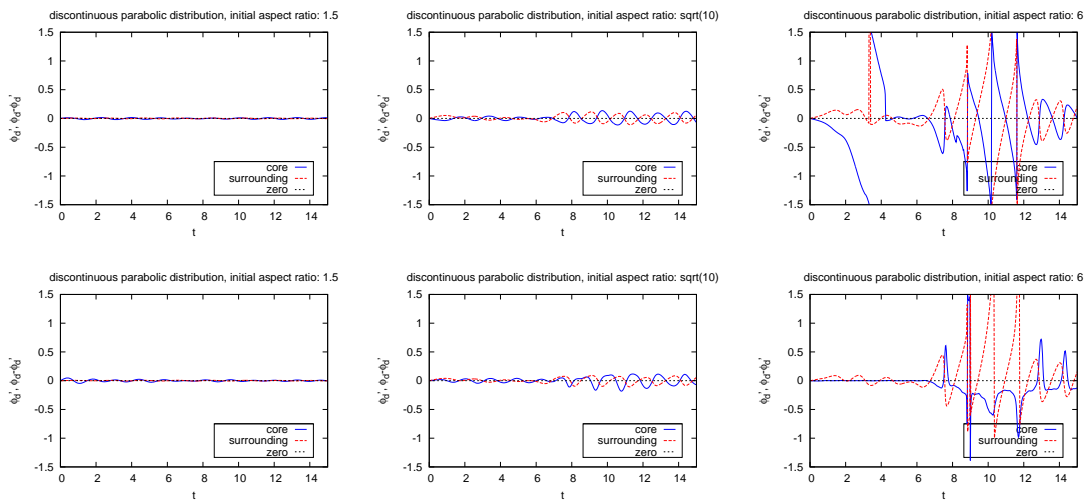 discontinuous parabolic distribution, initial aspect ratio: 1.5
1.5
1
0.5
0
-0.5
-1
-1.5
ϕd', ϕd-ϕd'
core
surrounding
zero
0 2 4 6 8 10 12 14
t
discontinuous parabolic distribution, initial aspect ratio: sqrt(10)
1.5
1
0.5
0
-0.5
-1
-1.5
ϕd', ϕd-ϕd'
core
surrounding
zero
0 2 4 6 8 10 12 14
t
discontinuous parabolic distribution, initial aspect ratio: 6
1.5
1
0.5
0
-0.5
-1
-1.5
ϕd', ϕd-ϕd'
core
surrounding
zero
0 2 4 6 8 10 12 14
t
discontinuous parabolic distribution, initial aspect ratio: 1.5
1.5
1
0.5
0
-0.5
-1
-1.5
ϕd', ϕd-ϕd'
core
surrounding
zero
0 2 4 6 8 10 12 14
t
discontinuous parabolic distribution, initial aspect ratio: sqrt(10)
1.5
1
0.5
0
-0.5
-1
-1.5
ϕd', ϕd-ϕd'
core
surrounding
zero
0 2 4 6 8 10 12 14
t
discontinuous parabolic distribution, initial aspect ratio: 6
1.5
1
0.5
0
-0.5
-1
-1.5
ϕd', ϕd-ϕd'
core
surrounding
zero
0 2 4 6 8 10 12 14
t